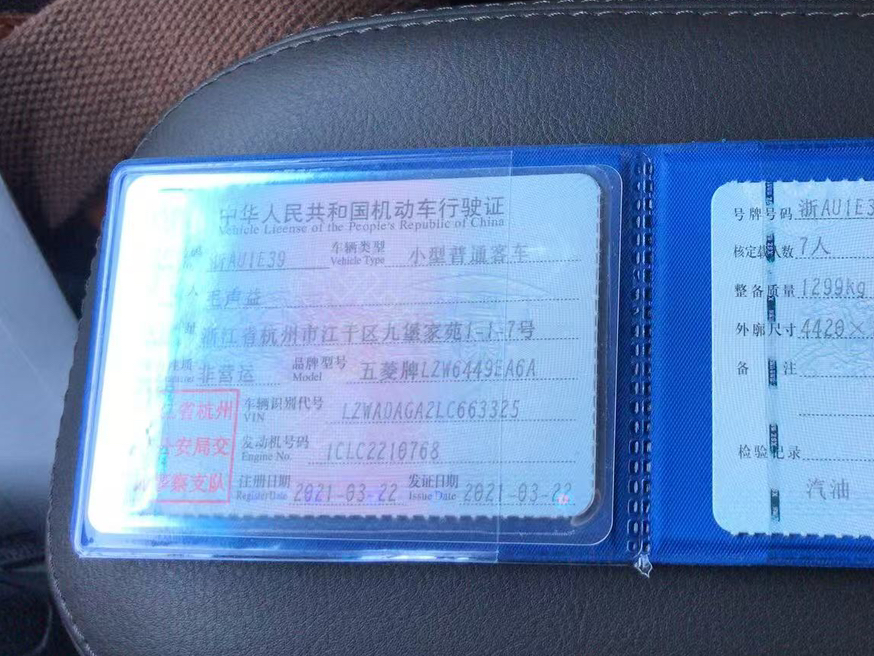 中华人民共和国机动车行驶证
Vehicle License of the People's Republic of China
浙AU1E39 车辆类型 Vehicle Type 小型普通客车
人 毛声益
浙江省杭州市江干区九堡家苑1-1-7号
非营运 品牌型号 Model 五菱牌LZW6449EA6A
车辆识别代号 VIN LZWADAGA2LC663325
发动机号码 Engine No. 1CLC2210768
注册日期 Register Date 2021-03-22 发证日期 Issue Date 2021-03-22
江省杭州
公安局交
警察支队
号牌号码 浙AU1E3
核定载人数 7人
整备质量 1299kg
外廓尺寸 4420×
备注
检验记录
汽油